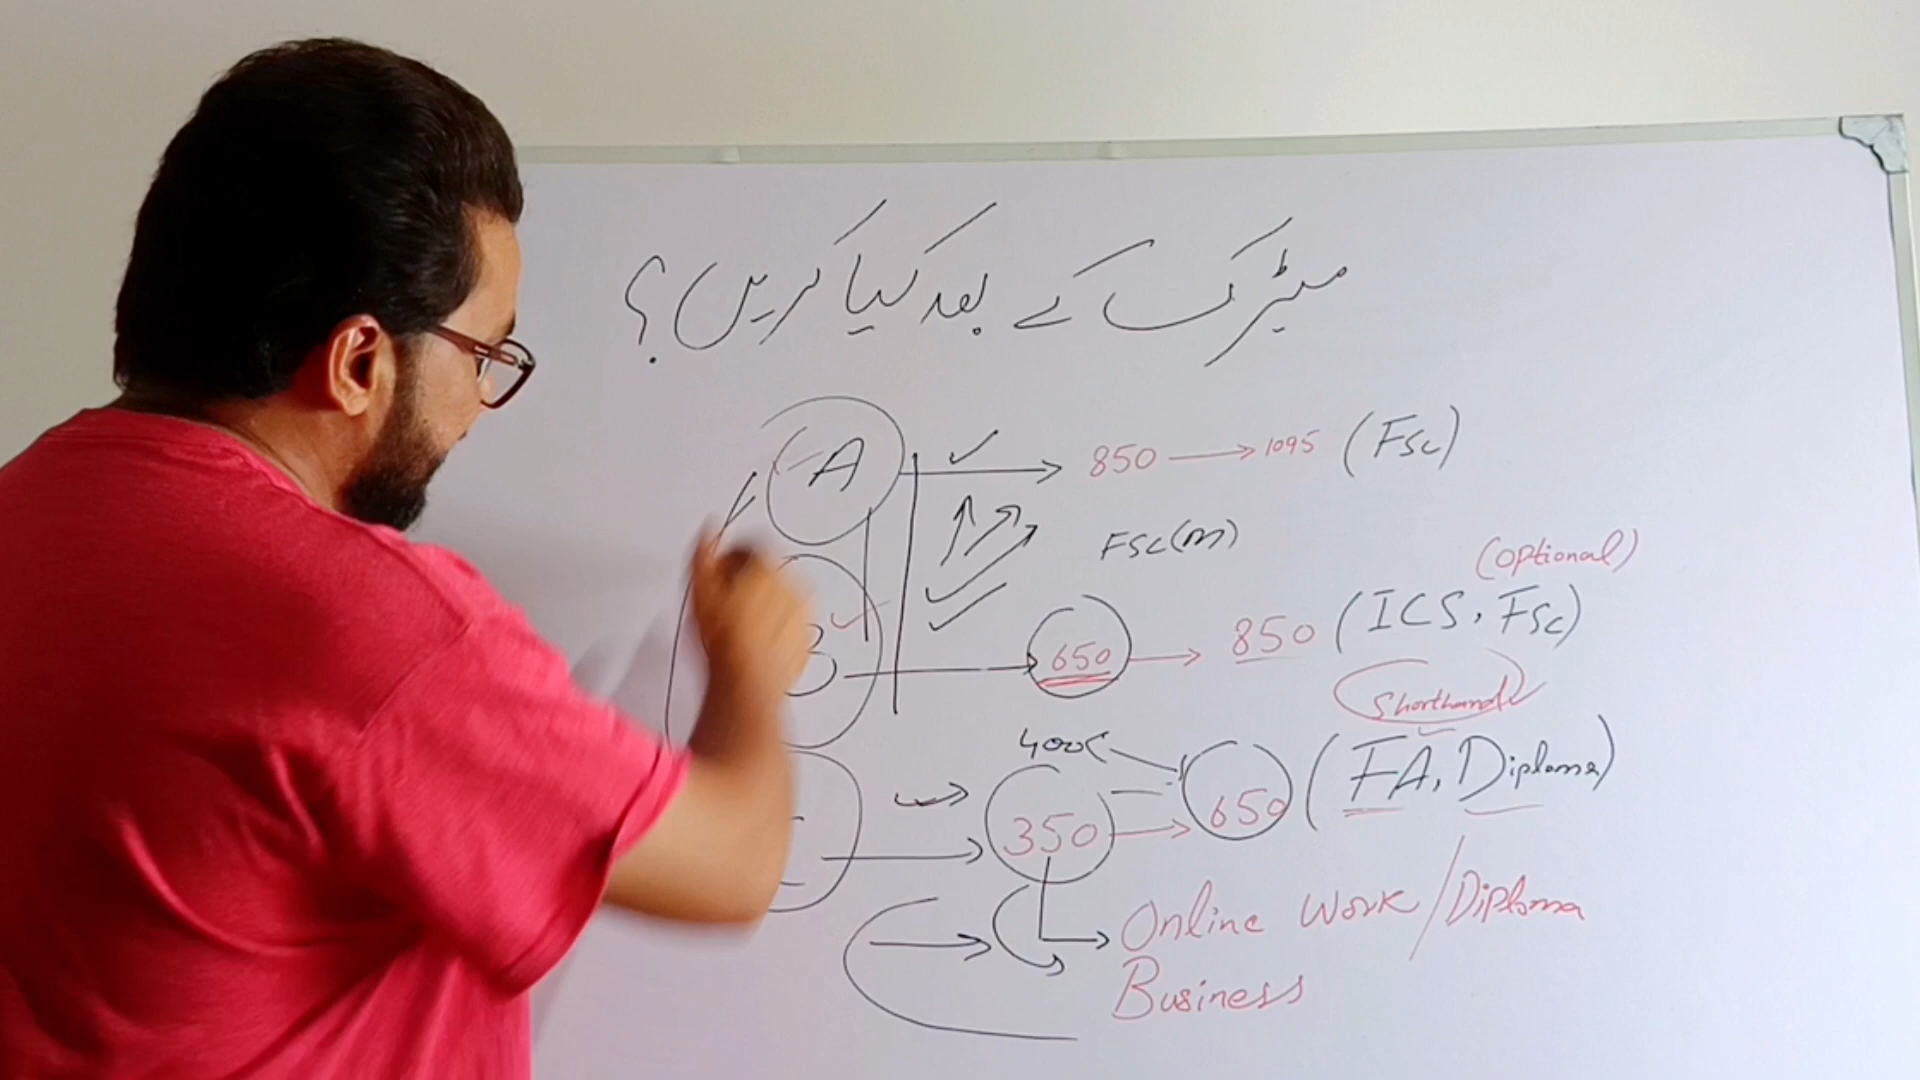 میٹرک کے بعد کیا کریں؟
A 850 → 1095 (FSc)
FSC(M)
(optional)
B 650 → 850 (ICS, FSc)
Shorthand
C 350 → 650 (FA, Diploma)
Online Work/Diploma
Business